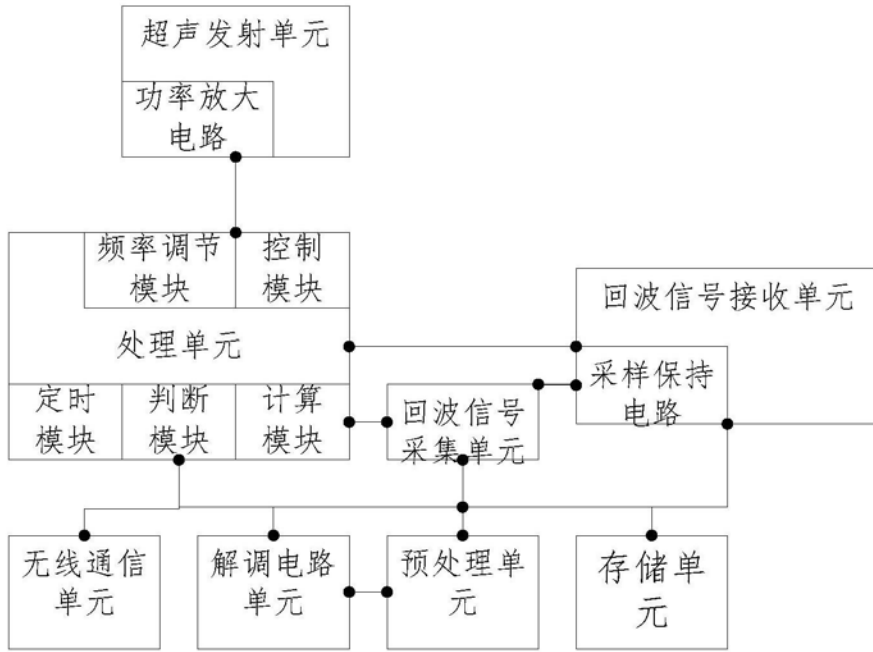 超声发射单元
功率放大
电路
频率调节
模块
控制
模块
处理单元
定时
模块
判断
模块
计算
模块
回波信号接收单元
采样保持
电路
回波信号
采集单元
无线通信
单元
解调电路
单元
预处理单
元
存储单
元